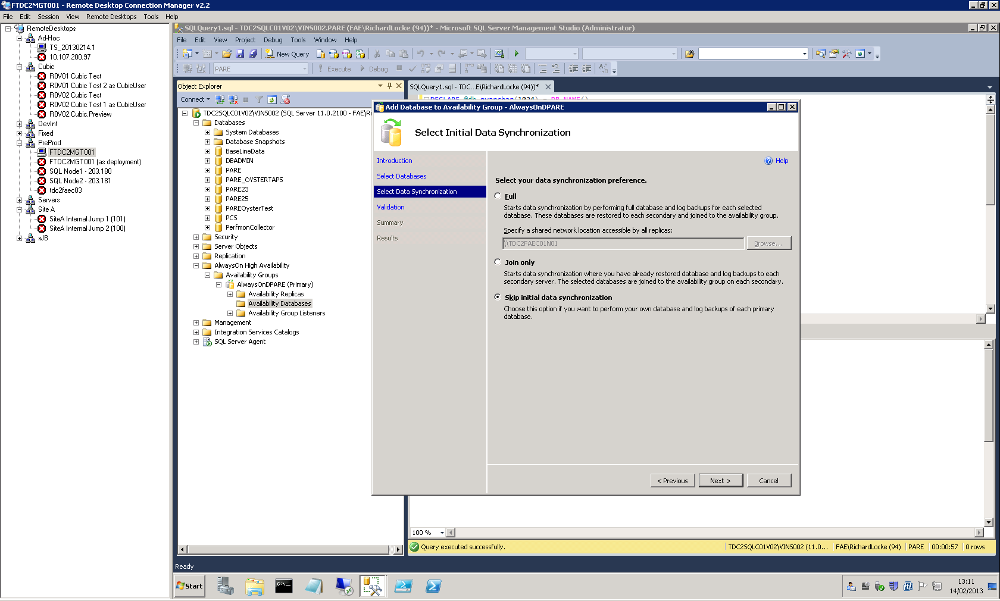 FTDC2MGT001 - Remote Desktop Connection Manager v2.2
File Edit Session View Remote Desktops Tools Help
RemoteDesktops
Ad-Hoc
TS_20130214.1
10.107.200.97
Cubic
R0V01 Cubic Test
R0V01 Cubic Test 2 as CubicUser
R0V02 Cubic Test
R0V02 Cubic Test 1 as CubicUser
R0V02.Cubic.Preview
DevInt
Fixed
PreProd
FTDC2MGT001
FTDC2MGT001 (as deployment)
SQL Node1 - 203.180
SQL Node2 - 203.181
tdc2faec03
Servers
Site A
SiteA Internal Jump 1 (101)
SiteA Internal Jump 2 (100)
xJB
SQLQuery1.sql - TDC2SQLC01V02\VINS002.PARE (FAE\RichardLocke (94))* - Microsoft SQL Server Management Studio (Administrator)
File Edit View Project Debug Tools Window Help
New Query
PARE
Execute
Debug
Object Explorer
Connect
TDC2SQLC01V02\VINS002 (SQL Server 11.0.2100 - FAE\Ri
Databases
System Databases
Database Snapshots
BaseLineData
DBADMIN
PARE
PARE_OYSTERTAPS
PARE23
PARE25
PAREOysterTest
PCS
PerfmonCollector
Security
Server Objects
Replication
AlwaysOn High Availability
Availability Groups
AlwaysOnDPARE (Primary)
Availability Replicas
Availability Databases
Availability Group Listeners
Management
Integration Services Catalogs
SQL Server Agent
SQLQuery1.sql - TDC...E\RichardLocke (94))*
DECLARE @db nvarchar(1024) = DB_NAME()
Add Database to Availability Group - AlwaysOnDPARE
Select Initial Data Synchronization
Introduction
Select Databases
Select Data Synchronization
Validation
Summary
Results
Help
Select your data synchronization preference.
Full
Starts data synchronization by performing full database and log backups for each selected
database. These databases are restored to each secondary and joined to the availability group.
Specify a shared network location accessible by all replicas:
\\TDC2FAEC01N01
Browse...
Join only
Starts data synchronization where you have already restored database and log backups to each
secondary server. The selected databases are joined to the availability group on each secondary.
Skip initial data synchronization
Choose this option if you want to perform your own database and log backups of each primary
database.
< Previous
Next >
Cancel
100 %
Query executed successfully.
TDC2SQLC01V02\VINS002 (11.0... FAE\RichardLocke (94) PARE 00:00:57 0 rows
Ready
Start
C:\_
13:11
14/02/2013